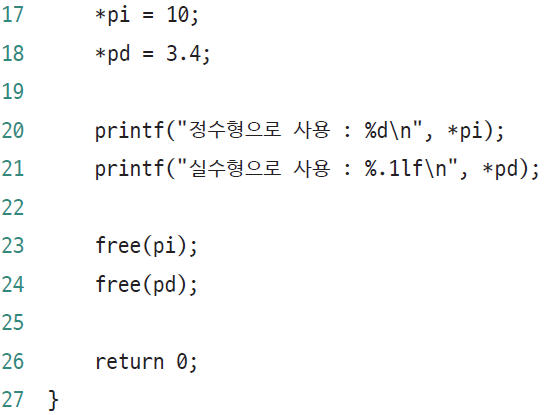 17 *pi = 10;
18 *pd = 3.4;
19
20 printf("정수형으로 사용 : %d\n", *pi);
21 printf("실수형으로 사용 : %.1lf\n", *pd);
22
23 free(pi);
24 free(pd);
25
26 return 0;
27 }